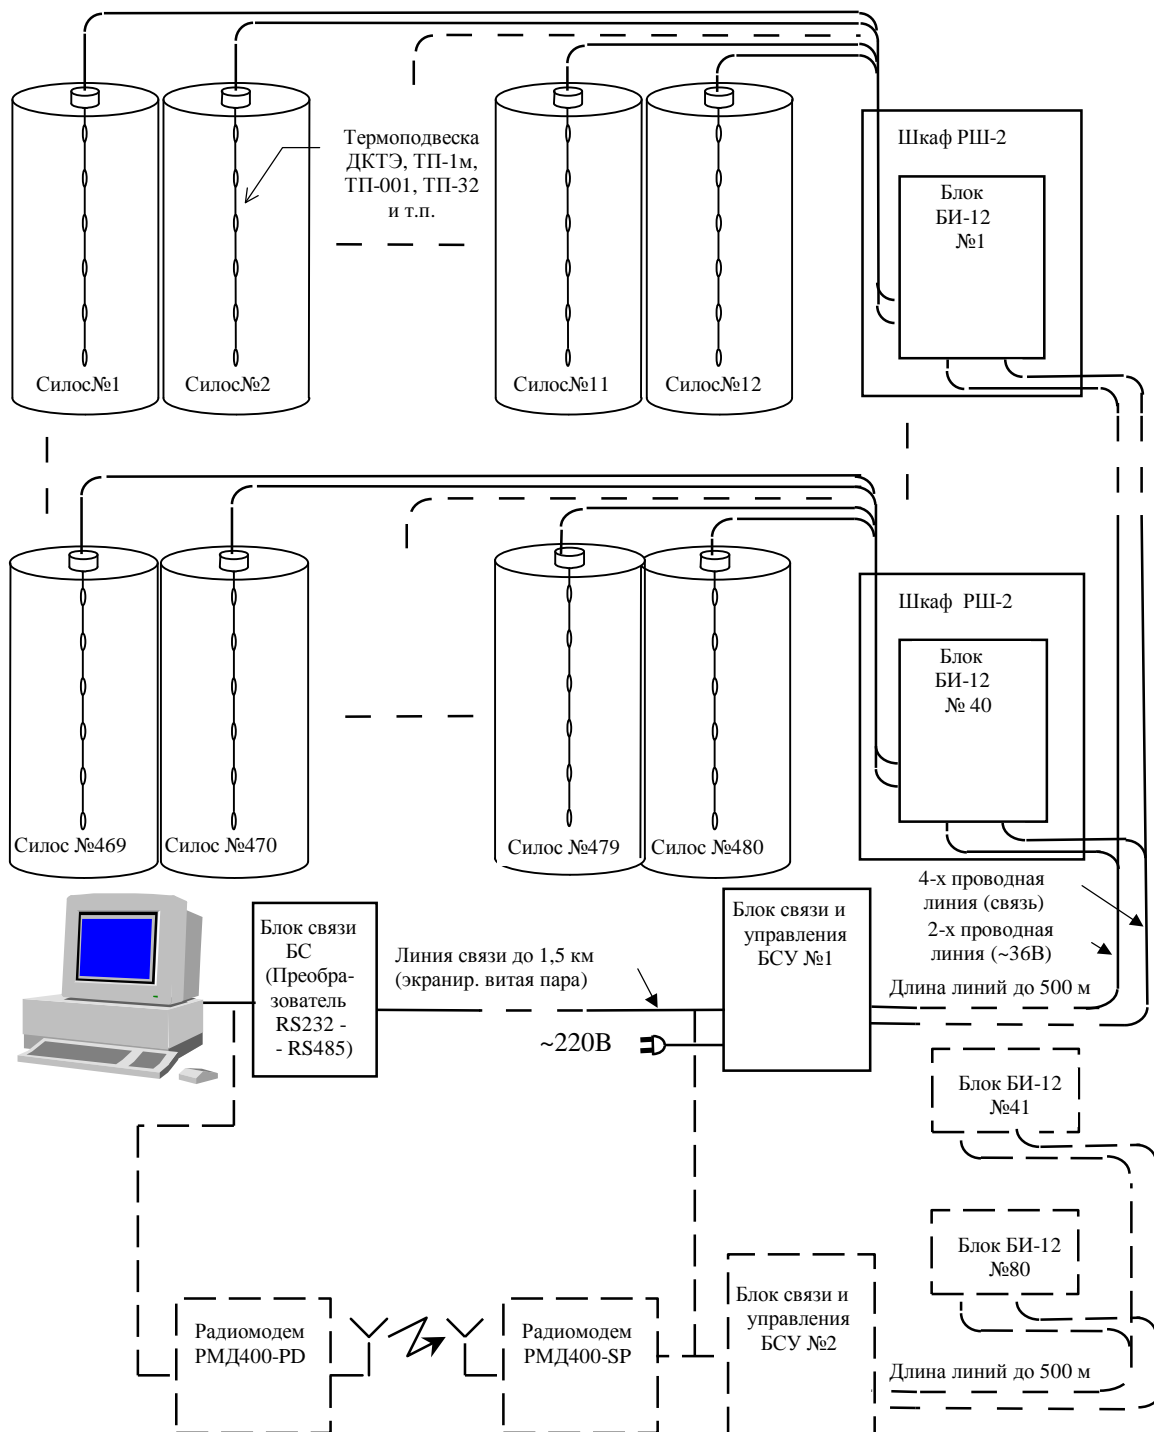 Термоподвеска
ДКТЭ, ТП-1м,
ТП-001, ТП-32
и т.п.
Шкаф РШ-2
Блок
БИ-12
№1
Силос№1
Силос№2
Силос№11
Силос№12
Шкаф РШ-2
Блок
БИ-12
№ 40
Силос №469
Силос №470
Силос №479
Силос №480
4-х проводная
линия (связь)
2-х проводная
линия (~36В)
Блок связи
БС
(Преобра-
зователь
RS232 -
- RS485)
Линия связи до 1,5 км
(экранир. витая пара)
~220В
Блок связи и
управления
БСУ №1
Длина линий до 500 м
Блок БИ-12
№41
Блок БИ-12
№80
Радиомодем
РМД400-PD
Радиомодем
РМД400-SP
Блок связи и
управления
БСУ №2
Длина линий до 500 м